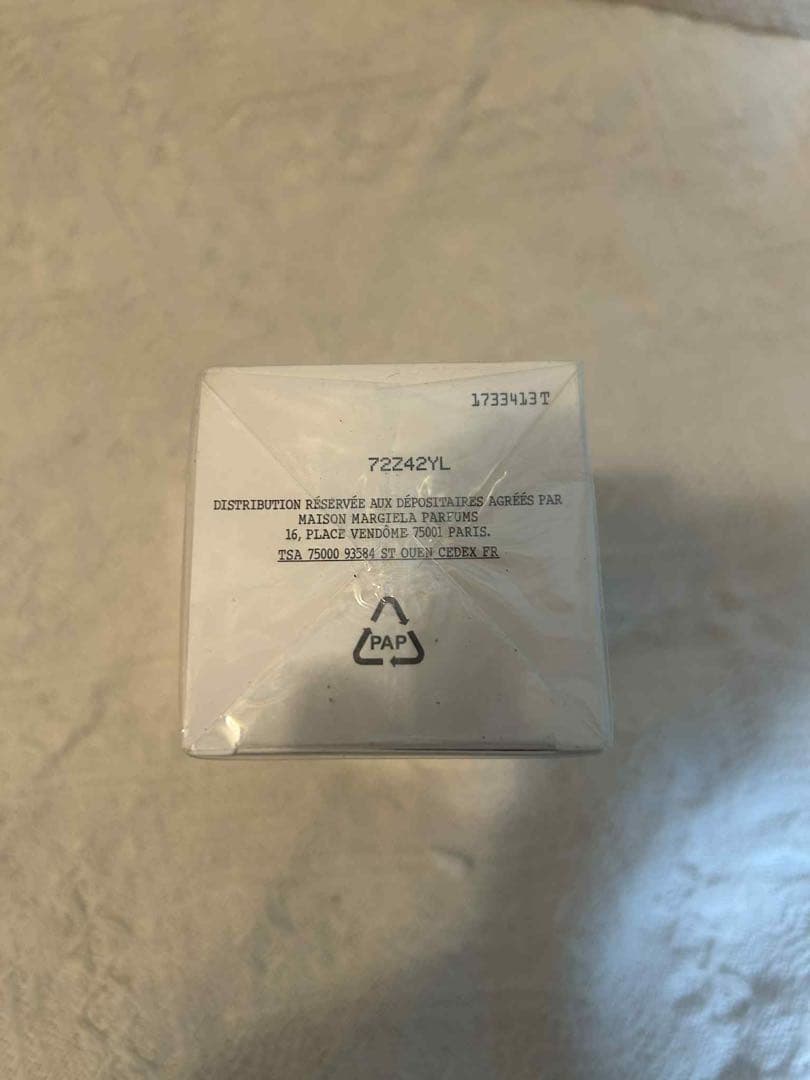 1733413T
72Z42YL
DISTRIBUTION RÉSERVÉE AUX DÉPOSITAIRES AGRÉÉS PAR
MAISON MARGIELA PARFUMS
16, PLACE VENDÔME 75001 PARIS.
TSA 75000 93584 ST OUEN CEDEX FR
PAP